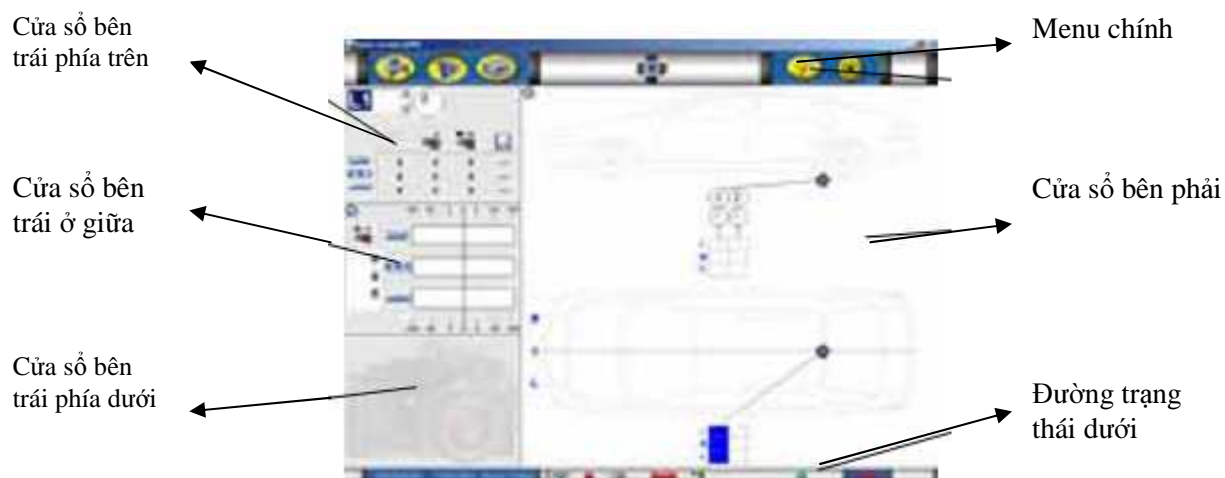 Cửa sổ bên
trái phía trên
Menu chính
Cửa sổ bên
trái ở giữa
Cửa sổ bên phải
Cửa sổ bên
trái phía dưới
Đường trạng
thái dưới